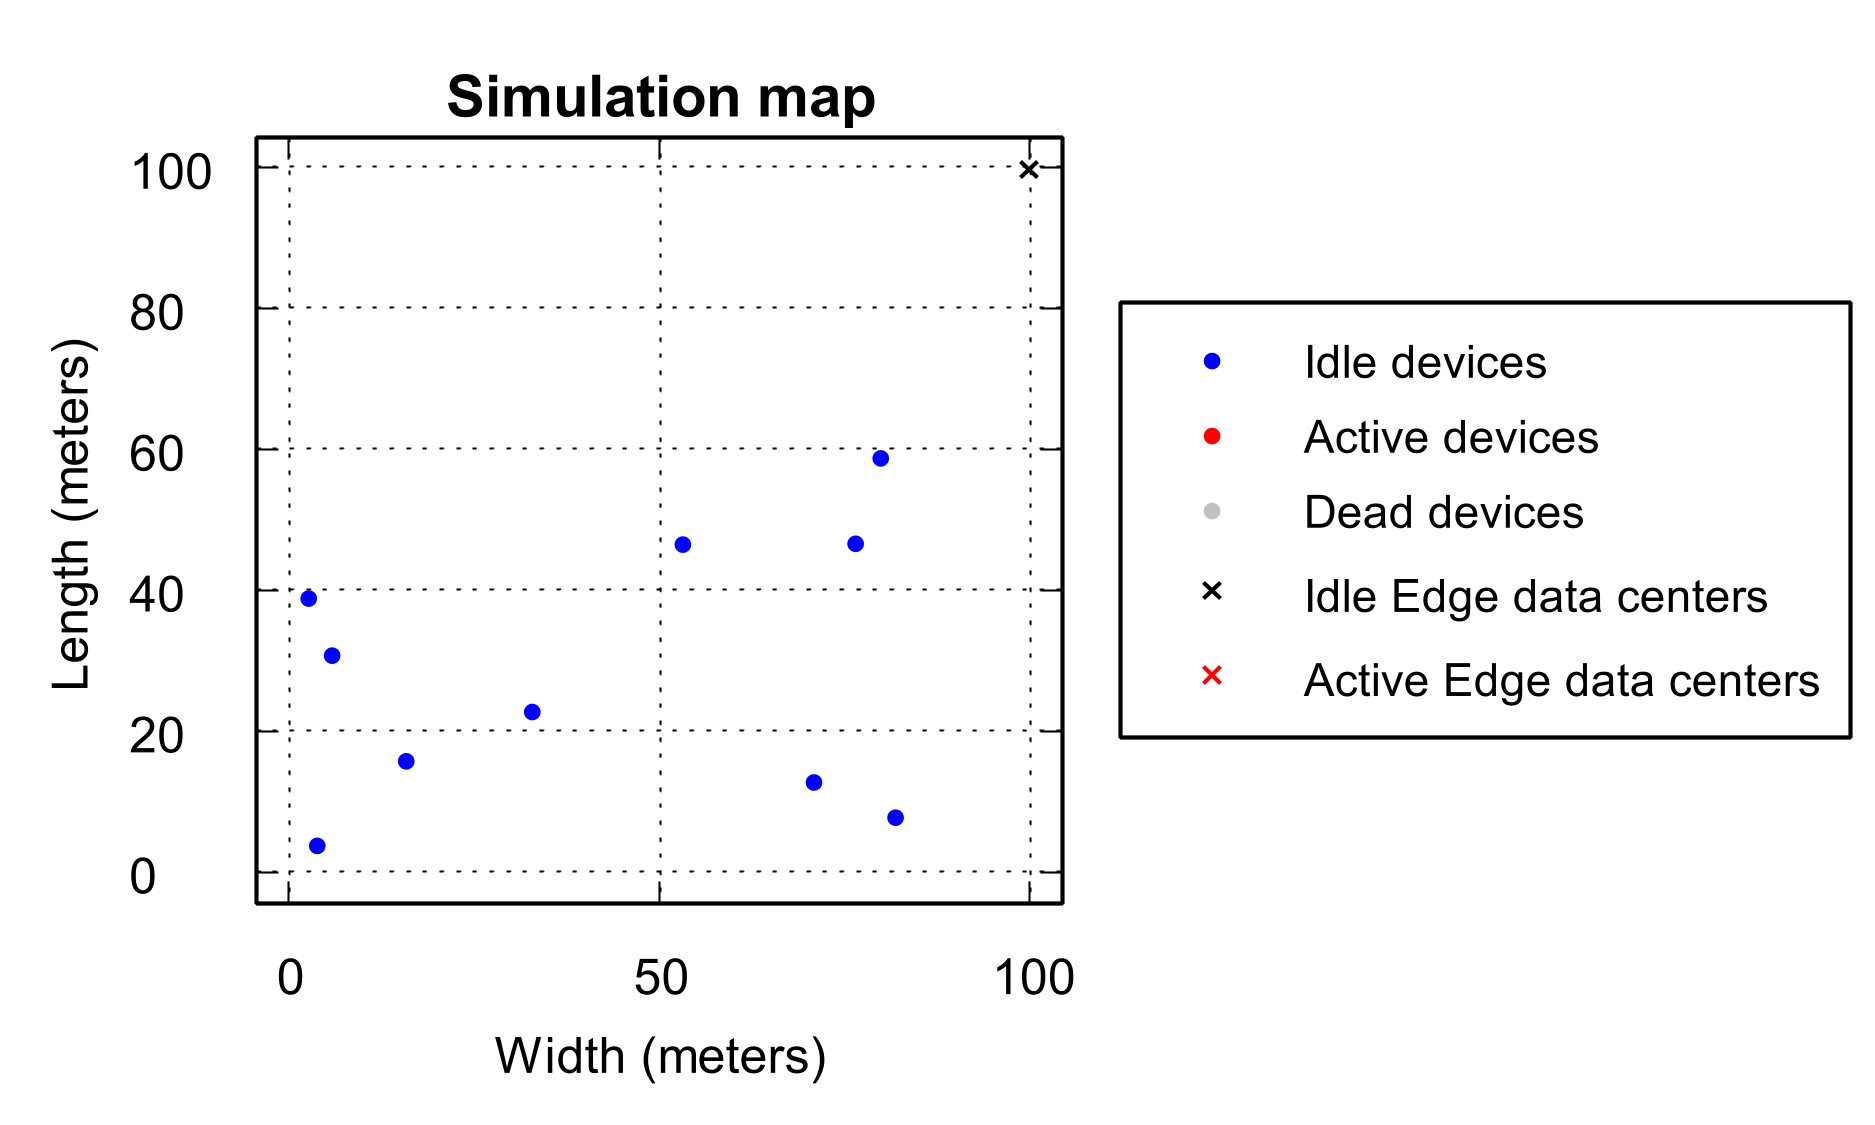 Simulation map
100
80
60
40
20
0
Length (meters)
0 50 100
Width (meters)
Idle devices
Active devices
Dead devices
Idle Edge data centers
Active Edge data centers